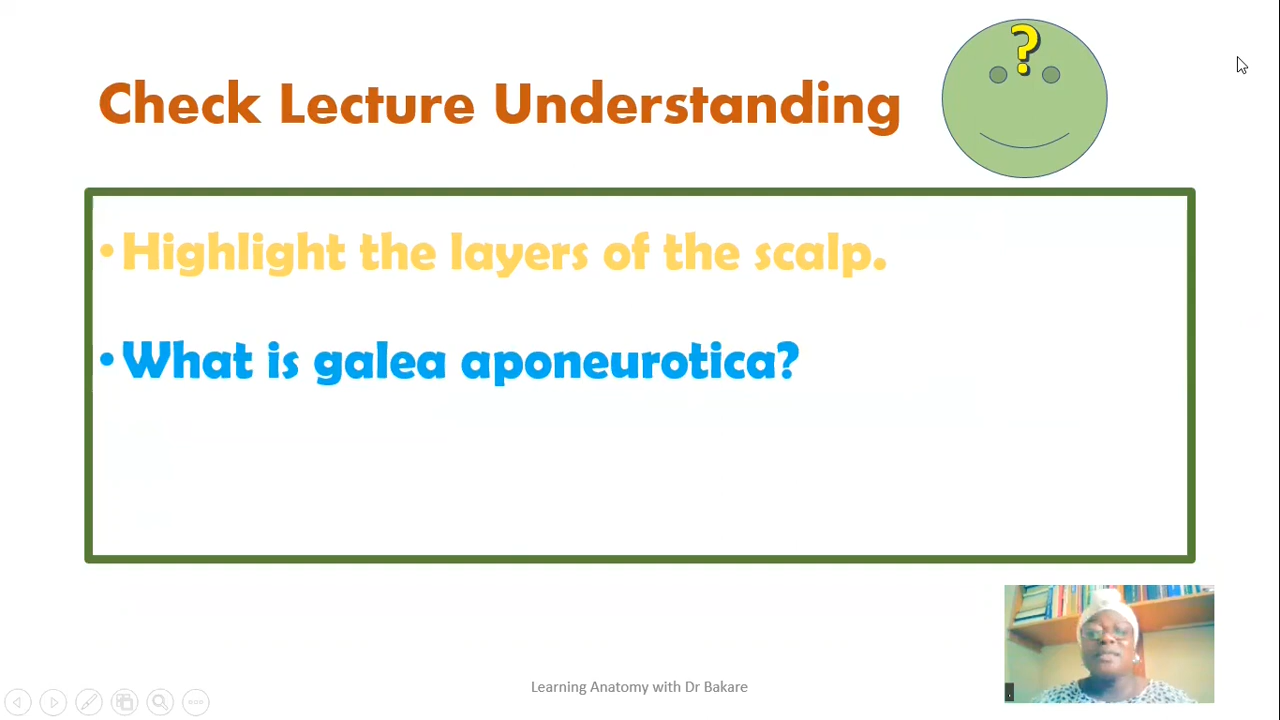 ?
Check Lecture Understanding
• Highlight the layers of the scalp.
• What is galea aponeurotica?
Learning Anatomy with Dr Bakare